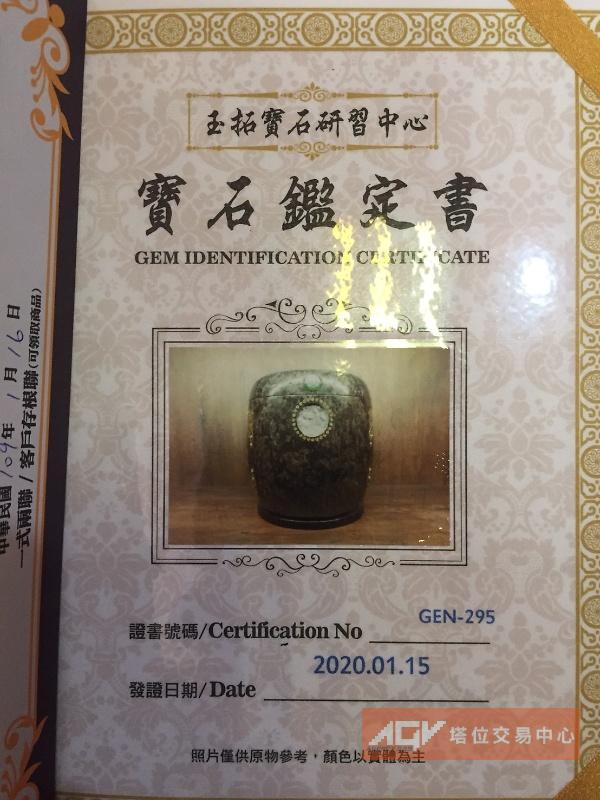 玉拓寶石研習中心
寶石鑑定書
GEM IDENTIFICATION CERTIFICATE
證書號碼/Certification No GEN-295
發證日期/Date 2020.01.15
照片僅供原物參考，顏色以實體為主
中華民國109年1月16日
一式兩聯/客戶存根聯(可領取商品)
AGV 塔位交易中心